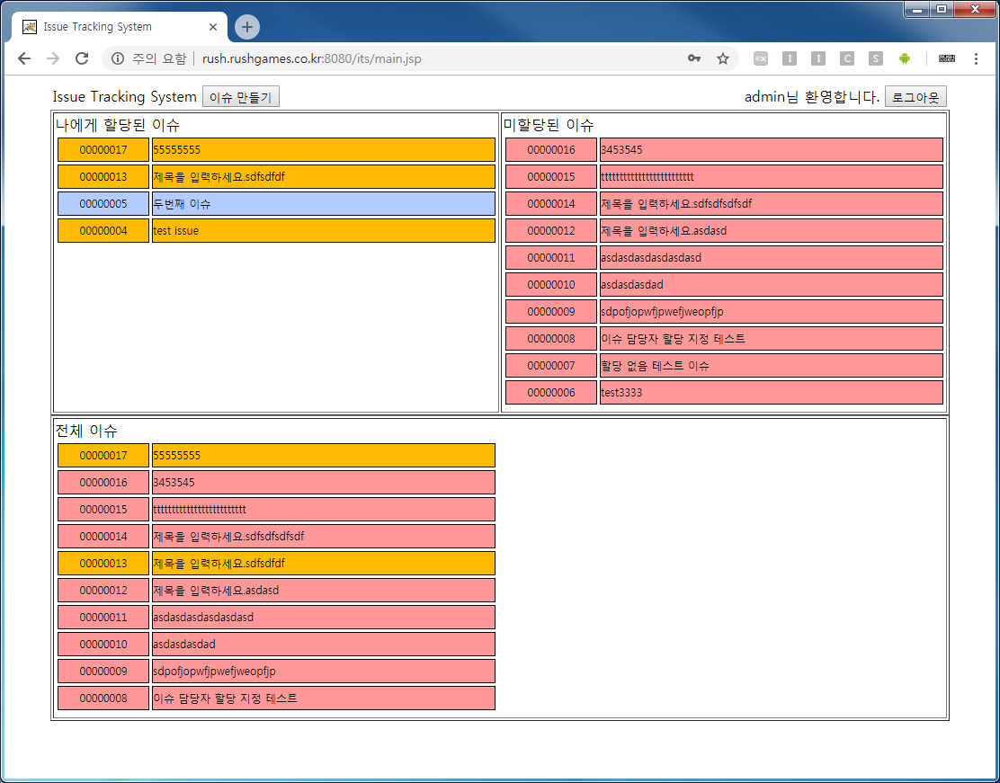 Issue Tracking System
주의 요함 rush.rushgames.co.kr:8080/its/main.jsp
Issue Tracking System 이슈 만들기 admin님 환영합니다. 로그아웃
나에게 할당된 이슈
00000017 55555555
00000013 제목을 입력하세요.sdfsdfdf
00000005 두번째 이슈
00000004 test issue
미할당된 이슈
00000016 3453545
00000015 ttttttttttttttttttttttttt
00000014 제목을 입력하세요.sdfsdfsdfsdf
00000012 제목을 입력하세요.asdasd
00000011 asdasdasdasdasdasd
00000010 asdasdasdad
00000009 sdpofjopwfjpwefjweopfjp
00000008 이슈 담당자 할당 지정 테스트
00000007 할당 없음 테스트 이슈
00000006 test3333
전체 이슈
00000017 55555555
00000016 3453545
00000015 ttttttttttttttttttttttttt
00000014 제목을 입력하세요.sdfsdfsdfsdf
00000013 제목을 입력하세요.sdfsdfdf
00000012 제목을 입력하세요.asdasd
00000011 asdasdasdasdasdasd
00000010 asdasdasdad
00000009 sdpofjopwfjpwefjweopfjp
00000008 이슈 담당자 할당 지정 테스트